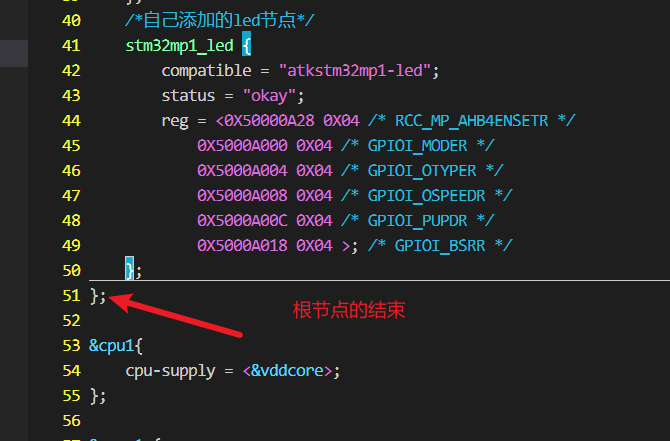 40 /*自己添加的led节点*/
41 stm32mp1_led {
42 compatible = "atkstm32mp1-led";
43 status = "okay";
44 reg = <0X50000A28 0X04 /* RCC_MP_AHB4ENSETR */
45 0X5000A000 0X04 /* GPIOI_MODER */
46 0X5000A004 0X04 /* GPIOI_OTYPER */
47 0X5000A008 0X04 /* GPIOI_OSPEEDR */
48 0X5000A00C 0X04 /* GPIOI_PUPDR */
49 0X5000A018 0X04 >; /* GPIOI_BSRR */
50 };
51 };
根节点的结束
52
53 &cpu1{
54 cpu-supply = <&vddcore>;
55 };
56